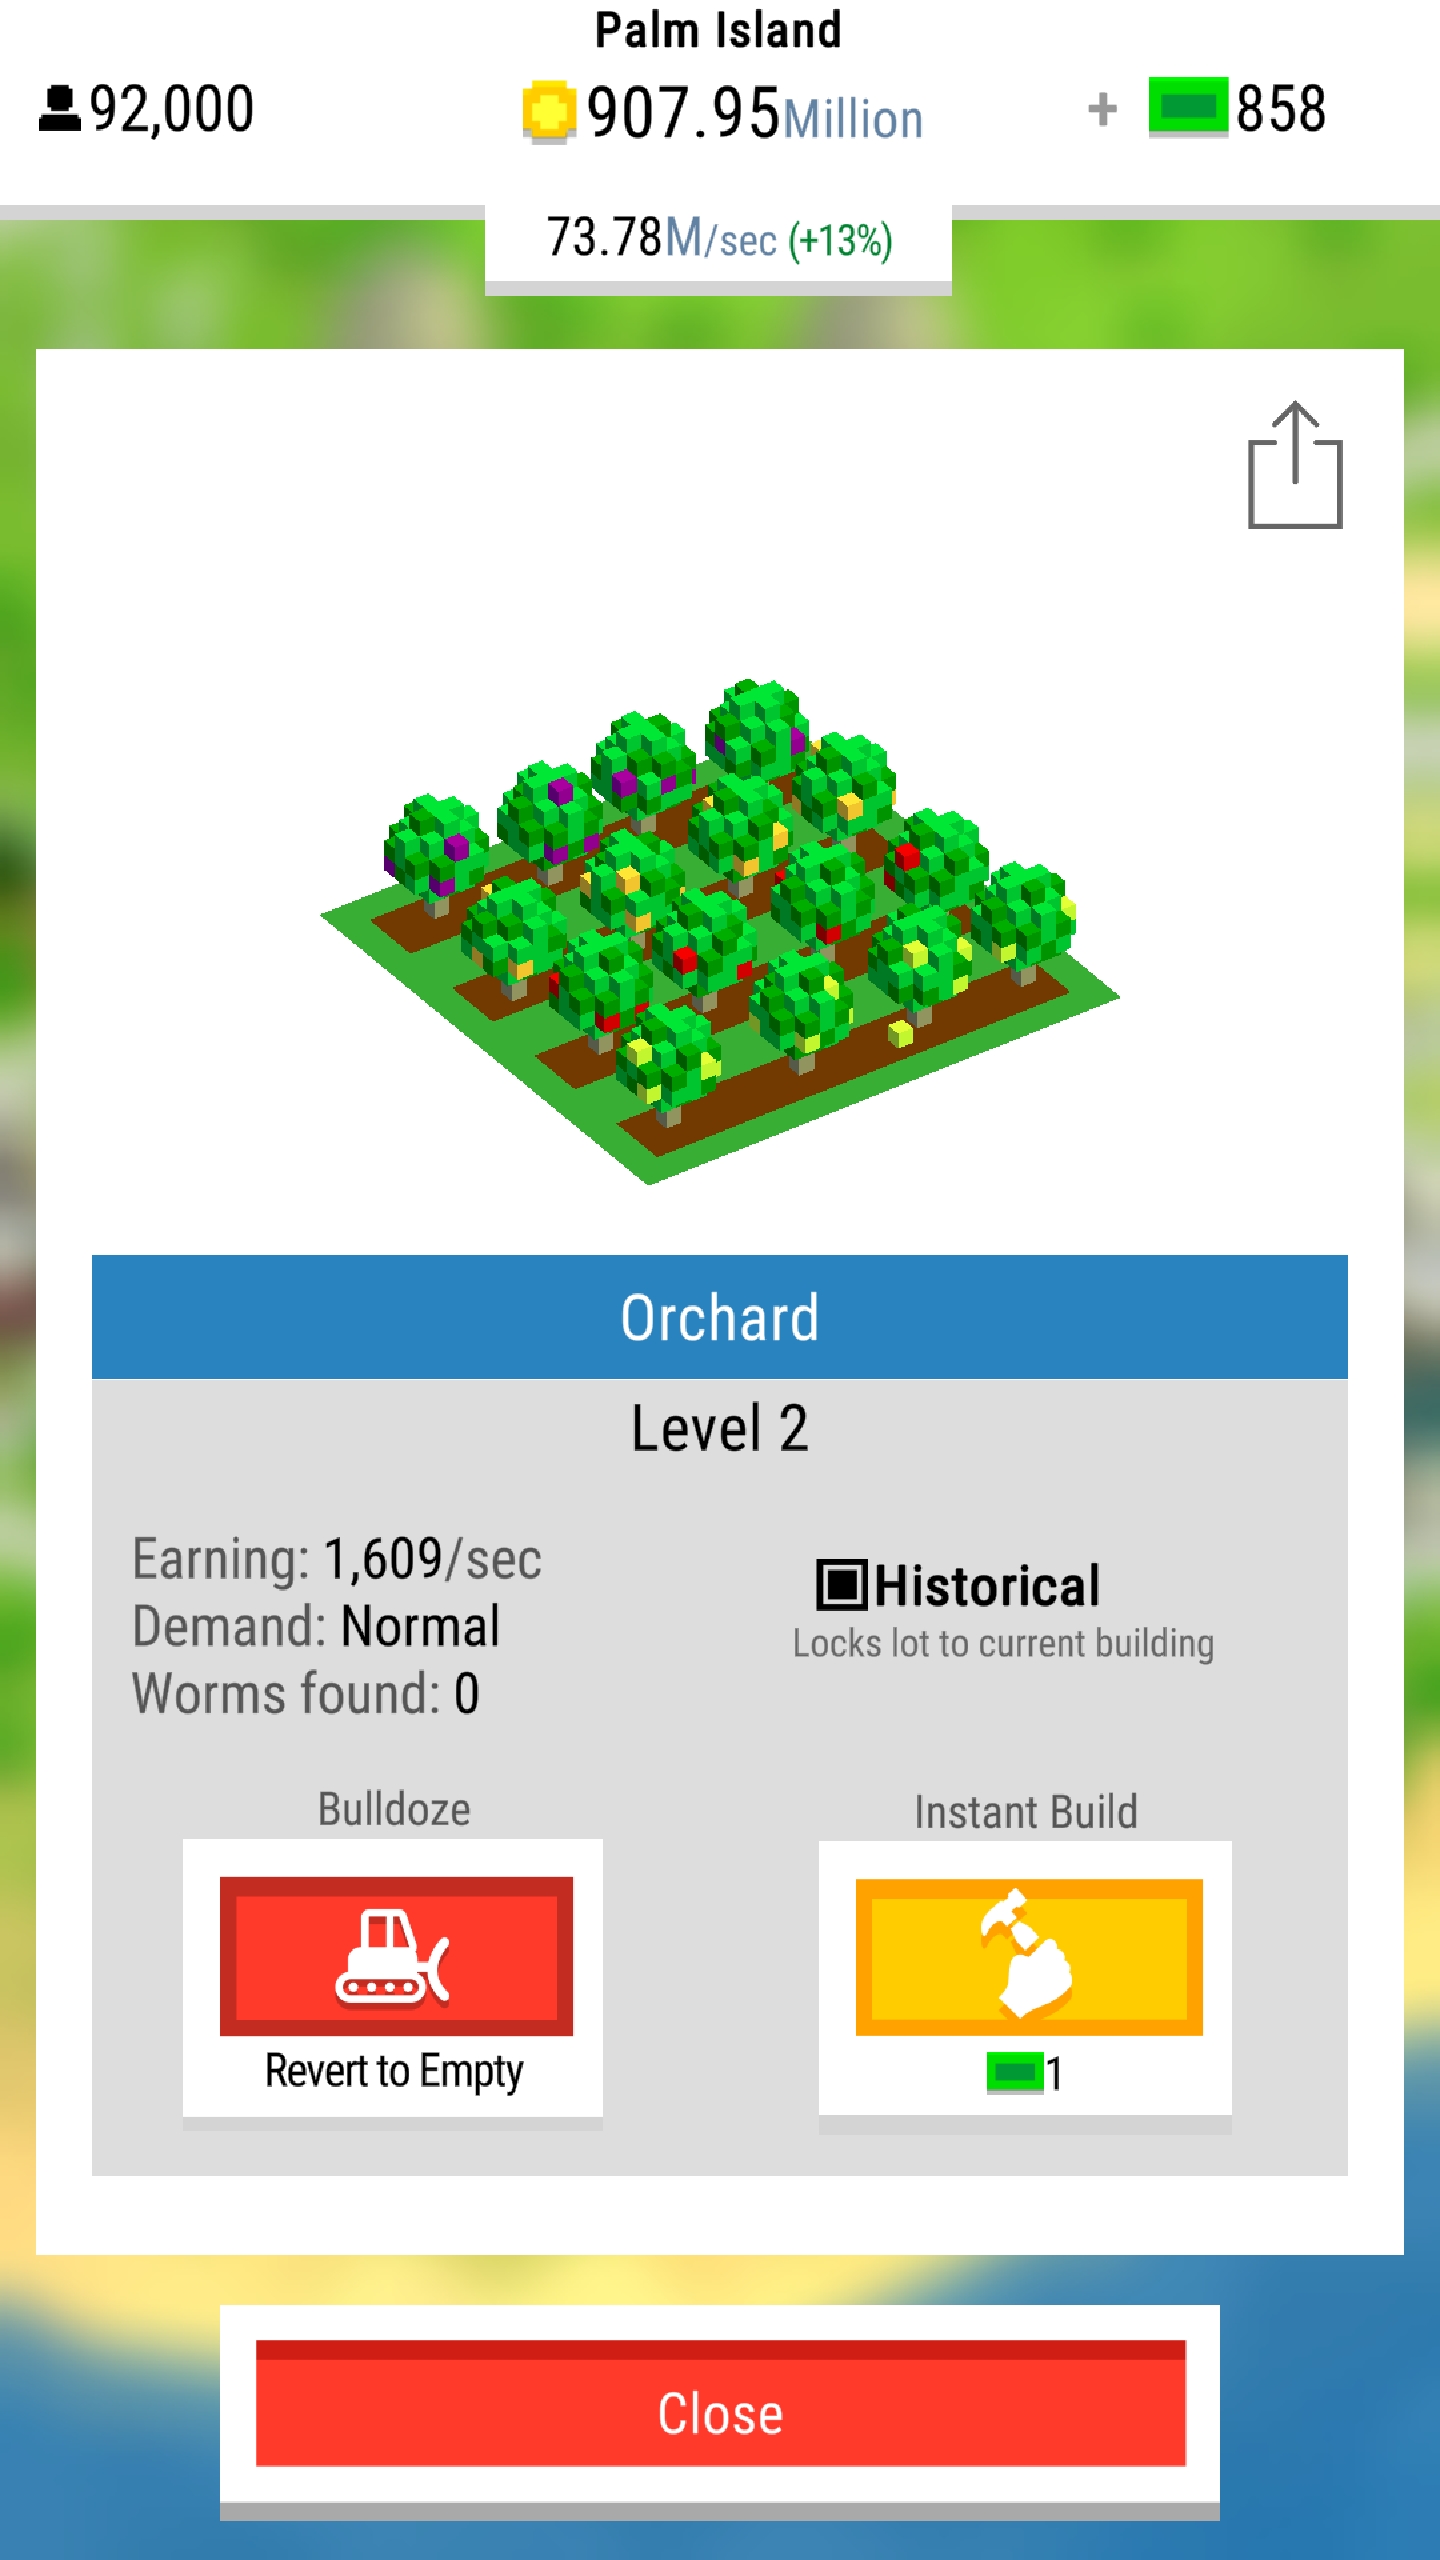 Palm Island
92,000
907.95Million
+ 858
73.78M/sec (+13%)
Orchard
Level 2
Earning: 1,609/sec
Demand: Normal
Worms found: 0
Historical
Locks lot to current building
Bulldoze
Revert to Empty
Instant Build
1
Close